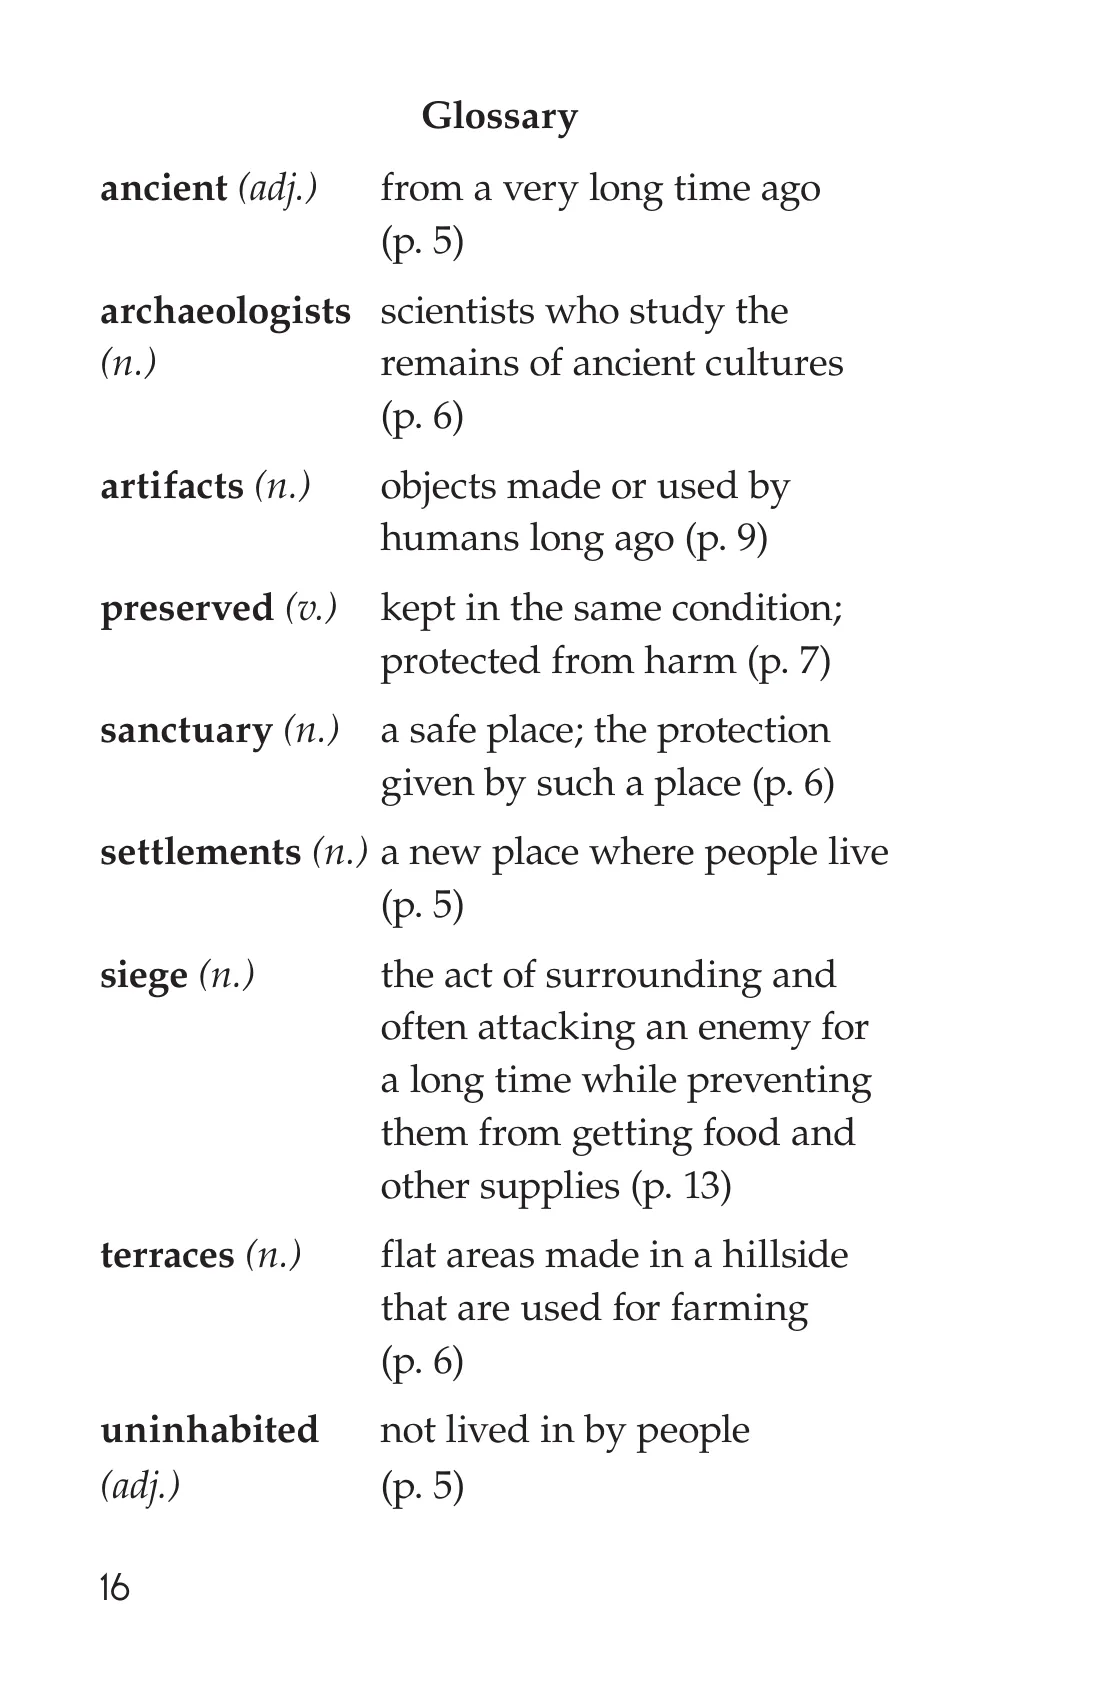 Glossary
ancient (adj.) from a very long time ago
(p. 5)
archaeologists scientists who study the
(n.) remains of ancient cultures
(p. 6)
artifacts (n.) objects made or used by
humans long ago (p. 9)
preserved (v.) kept in the same condition;
protected from harm (p. 7)
sanctuary (n.) a safe place; the protection
given by such a place (p. 6)
settlements (n.) a new place where people live
(p. 5)
siege (n.) the act of surrounding and
often attacking an enemy for
a long time while preventing
them from getting food and
other supplies (p. 13)
terraces (n.) flat areas made in a hillside
that are used for farming
(p. 6)
uninhabited not lived in by people
(adj.) (p. 5)
16